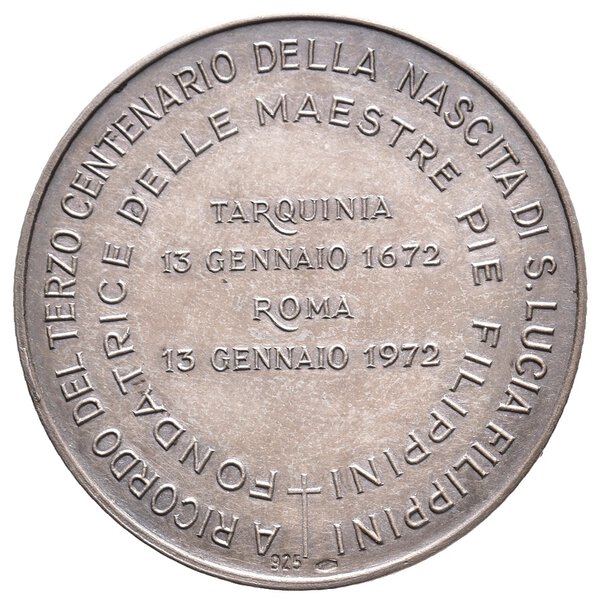 A RICORDO DEL TERZO CENTENARIO DELLA NASCITA DI S. LUCIA FILIPPINI
FONDATRICE DELLE MAESTRE PIE FILIPPINI
TARQUINIA
13 GENNAIO 1672
ROMA
13 GENNAIO 1972
925